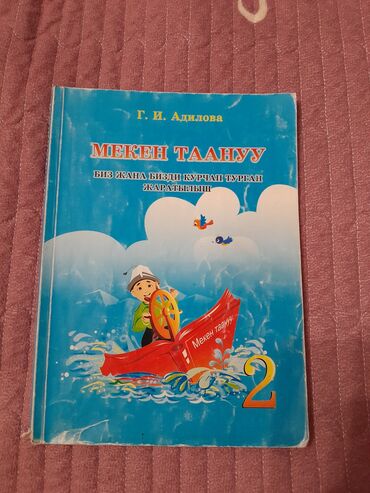 Г. И. Адилова
МЕКЕН ТААНУУ
БИЗ ЖАНА БИЗДИ КУРЧАП ТУРГАН
ЖАРАТЫЛЫШ
Мекен таануу
2